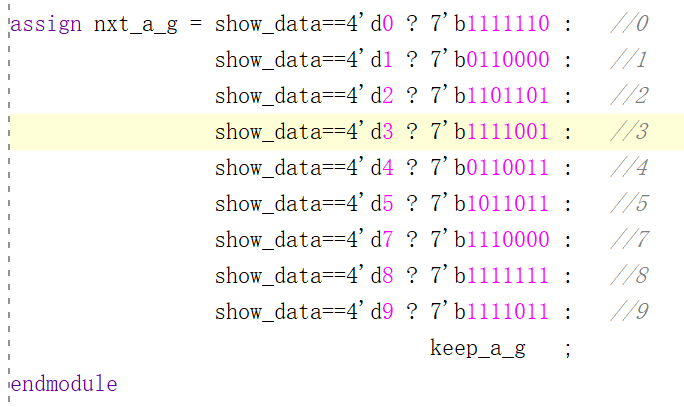 assign nxt_a_g = show_data==4'd0 ? 7'b1111110 : //0
show_data==4'd1 ? 7'b0110000 : //1
show_data==4'd2 ? 7'b1101101 : //2
show_data==4'd3 ? 7'b1111001 : //3
show_data==4'd4 ? 7'b0110011 : //4
show_data==4'd5 ? 7'b1011011 : //5
show_data==4'd7 ? 7'b1110000 : //7
show_data==4'd8 ? 7'b1111111 : //8
show_data==4'd9 ? 7'b1111011 : //9
keep_a_g ;
endmodule